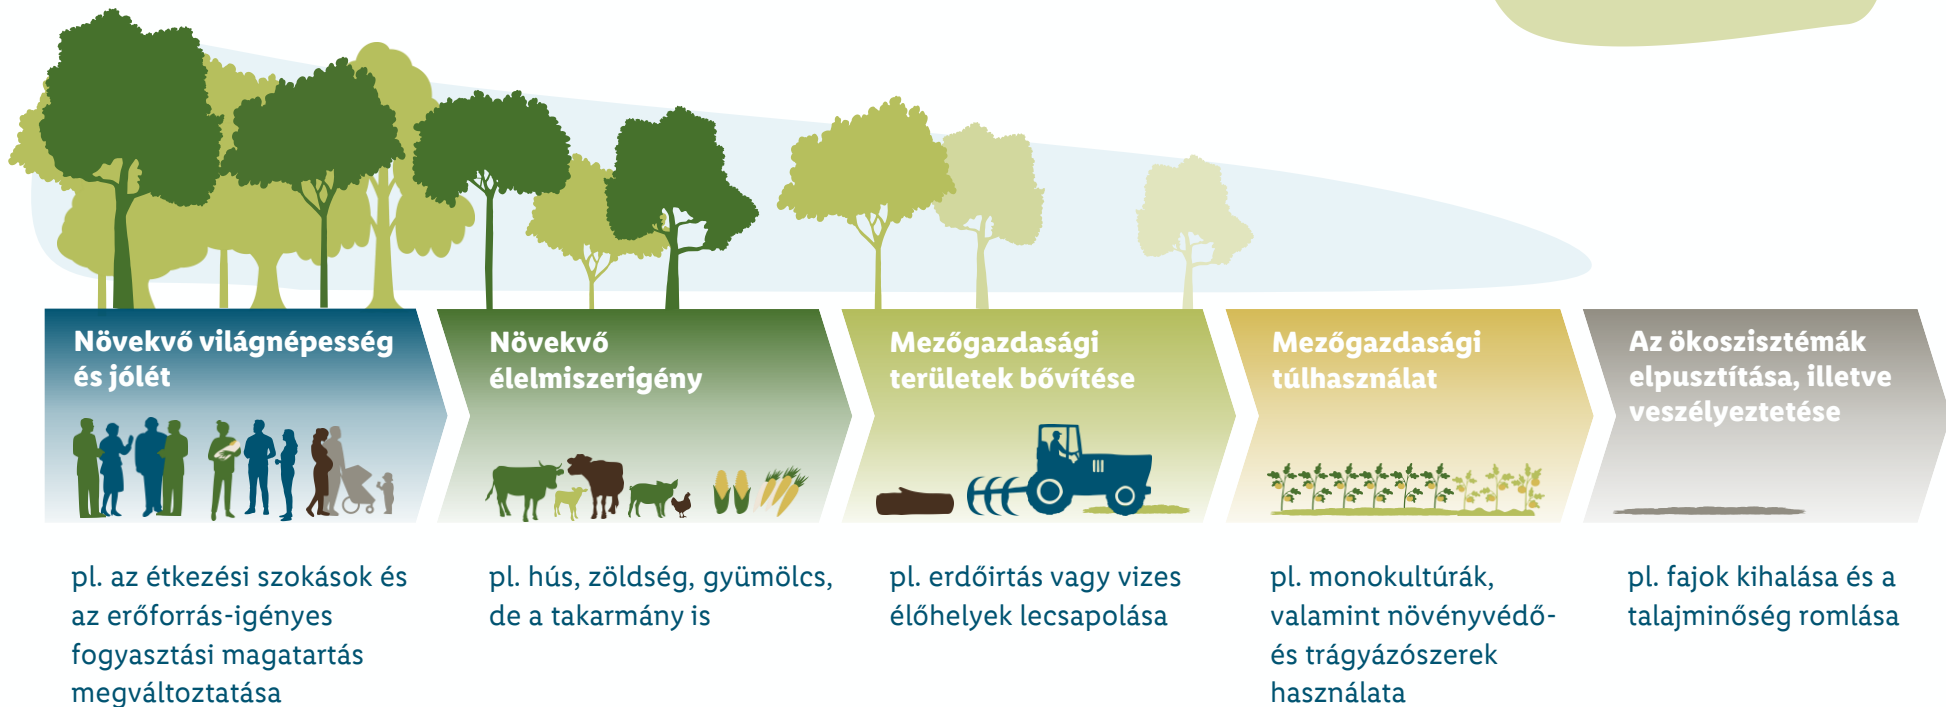 Növekvő világnépesség
és jólét
pl. az étkezési szokások és
az erőforrás-igényes
fogyasztási magatartás
megváltoztatása
Növekvő
élelmiszerigény
pl. hús, zöldség, gyümölcs,
de a takarmány is
Mezőgazdasági
területek bővítése
pl. erdőirtás vagy vizes
élőhelyek lecsapolása
Mezőgazdasági
túlhasználat
pl. monokultúrák,
valamint növényvédő-
és trágyázószerek
használata
Az ökoszisztémák
elpusztítása, illetve
veszélyeztetése
pl. fajok kihalása és a
talajminőség romlása